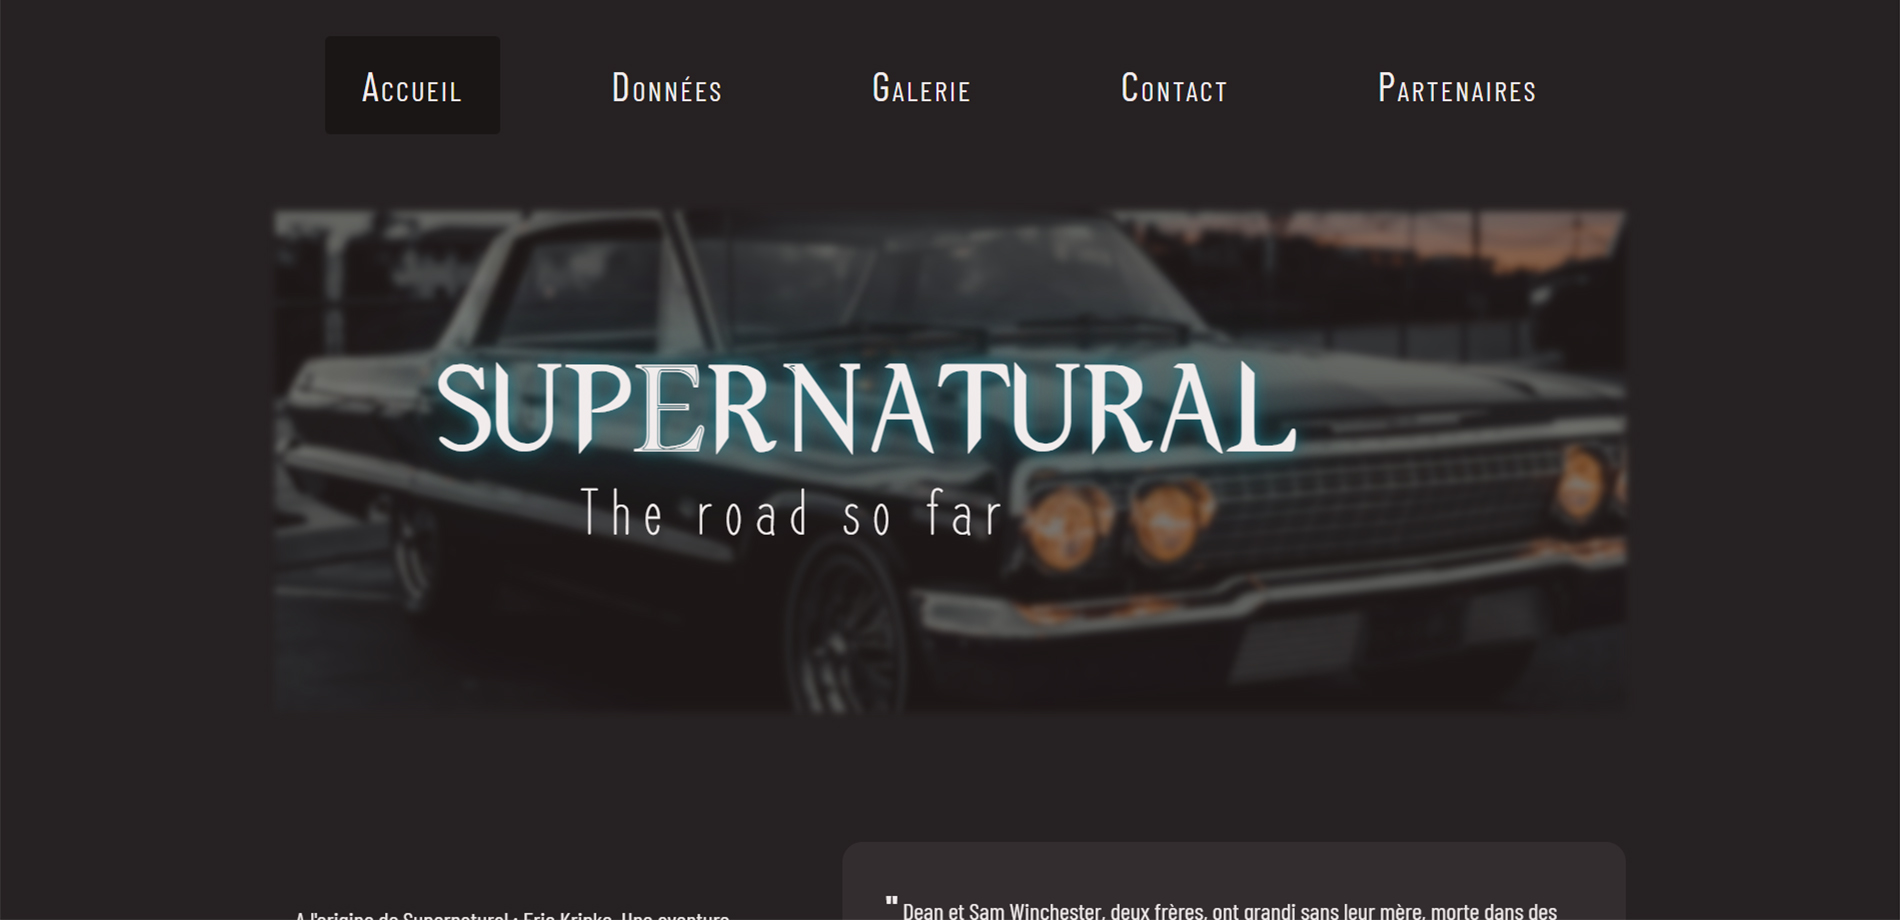 Accueil Données Galerie Contact Partenaires
SUPERNATURAL
The road so far
A l'origine de Supernatural : Eric Kripke. Une aventure
" Dean et Sam Winchester, deux frères, ont grandi sans leur mère, morte dans des